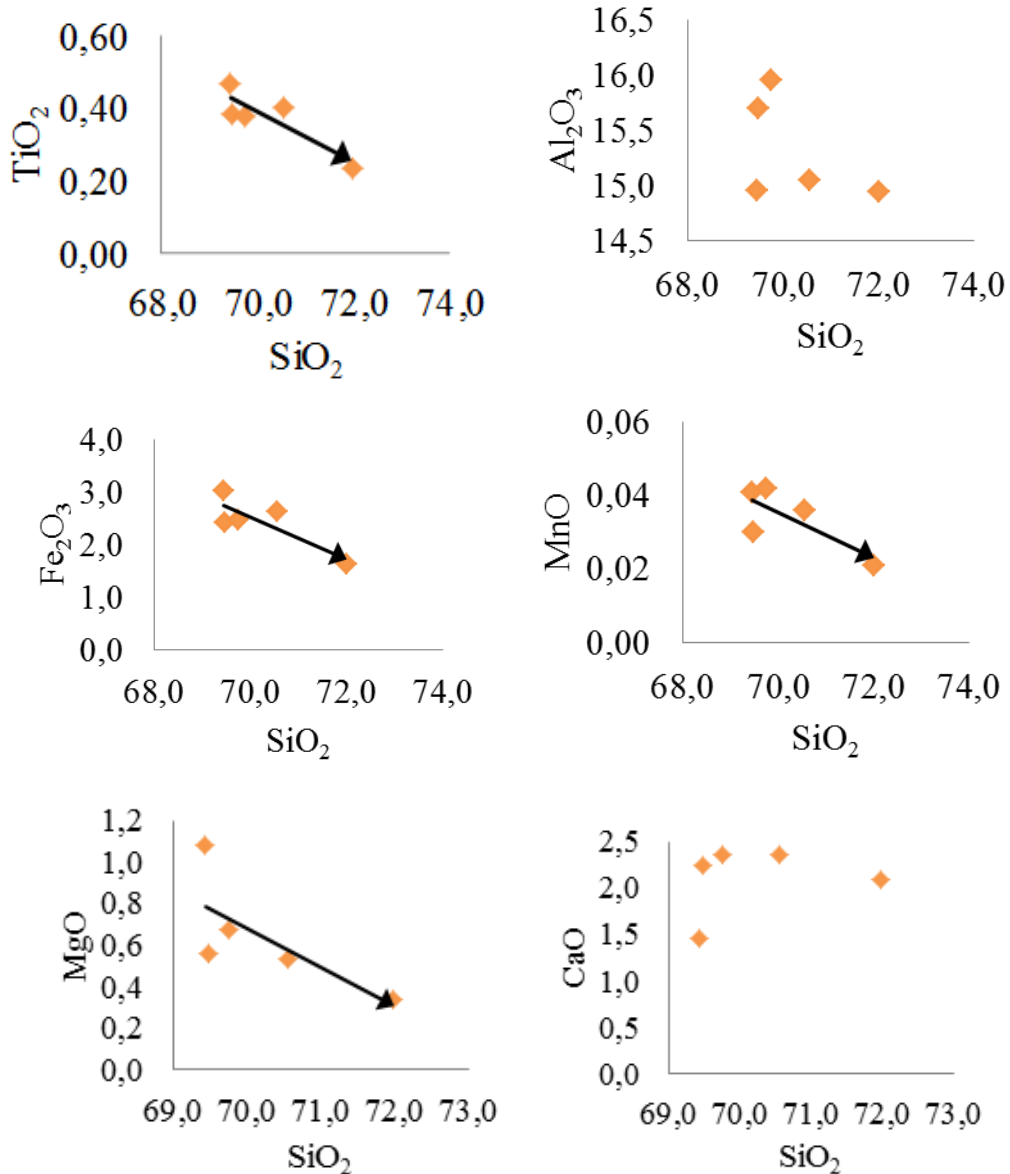 TiO₂
0,60
0,40
0,20
0,00
68,0 70,0 72,0 74,0
SiO₂
Al₂O₃
16,5
16,0
15,5
15,0
14,5
68,0 70,0 72,0 74,0
SiO₂
Fe₂O₃
4,0
3,0
2,0
1,0
0,0
68,0 70,0 72,0 74,0
SiO₂
MnO
0,06
0,04
0,02
0,00
68,0 70,0 72,0 74,0
SiO₂
MgO
1,2
1,0
0,8
0,6
0,4
0,2
0,0
69,0 70,0 71,0 72,0 73,0
SiO₂
CaO
2,5
2,0
1,5
1,0
0,5
0,0
69,0 70,0 71,0 72,0 73,0
SiO₂